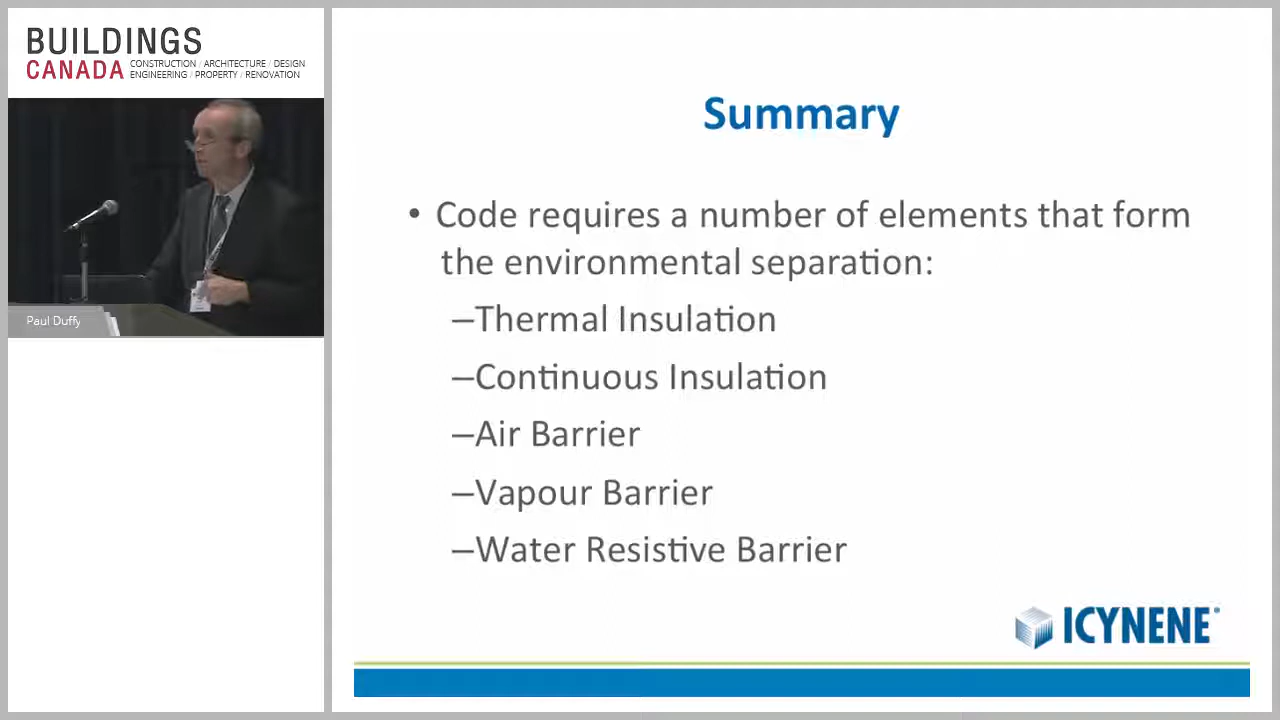 BUILDINGS
CANADA CONSTRUCTION / ARCHITECTURE / DESIGN
ENGINEERING / PROPERTY / RENOVATION
Paul Duffy
Summary
• Code requires a number of elements that form
the environmental separation:
–Thermal Insulation
–Continuous Insulation
–Air Barrier
–Vapour Barrier
–Water Resistive Barrier
ICYNENE®